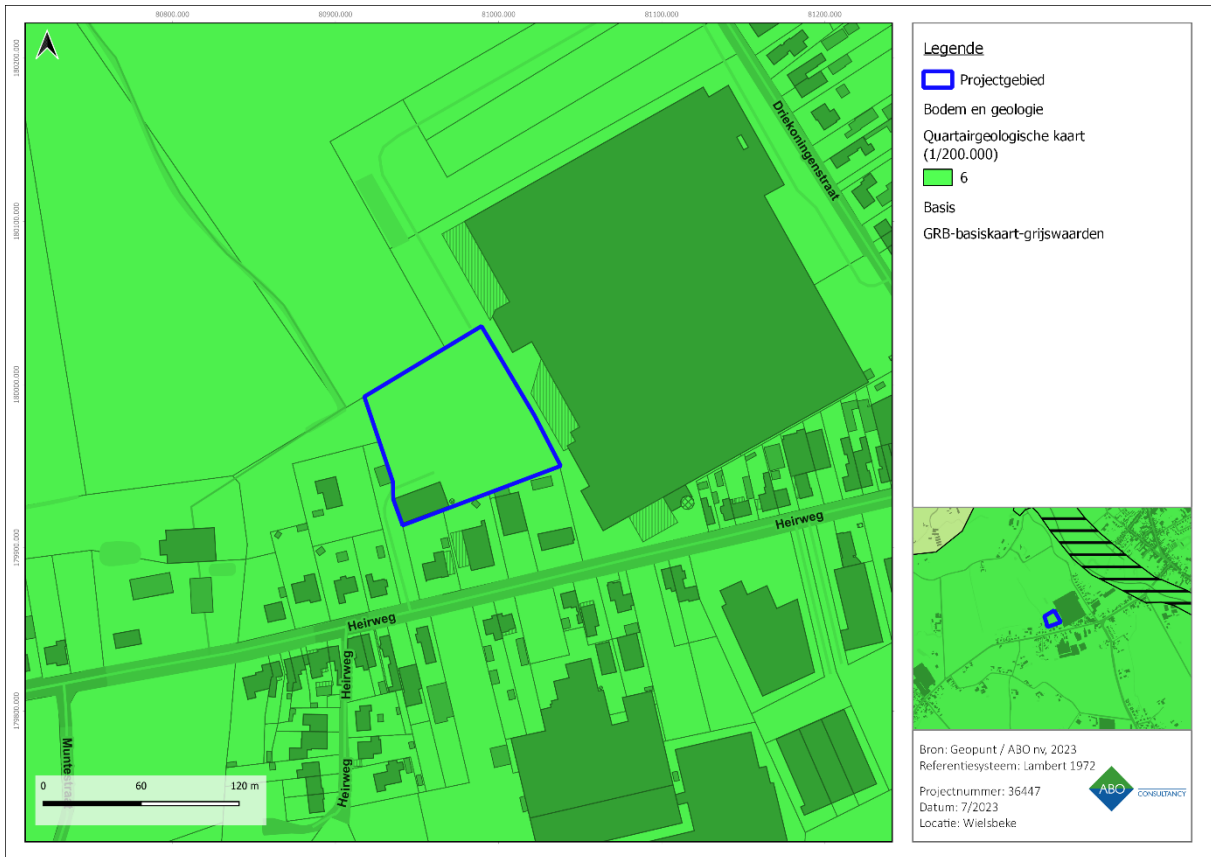 80800.000 80900.000 81000.000 81100.000 81200.000
180200.000
180100.000
180000.000
179900.000
179800.000
Driekoningenstraat
Heirweg
Heirweg
Heirweg
Heirweg
Muntestraat
0 60 120 m
Legende
Projectgebied
Bodem en geologie
Quartairgeologische kaart
(1/200.000)
6
Basis
GRB-basiskaart-grijswaarden
Bron: Geopunt / ABO nv, 2023
Referentiesysteem: Lambert 1972
Projectnummer: 36447
Datum: 7/2023
Locatie: Wielsbeke
ABO CONSULTANCY